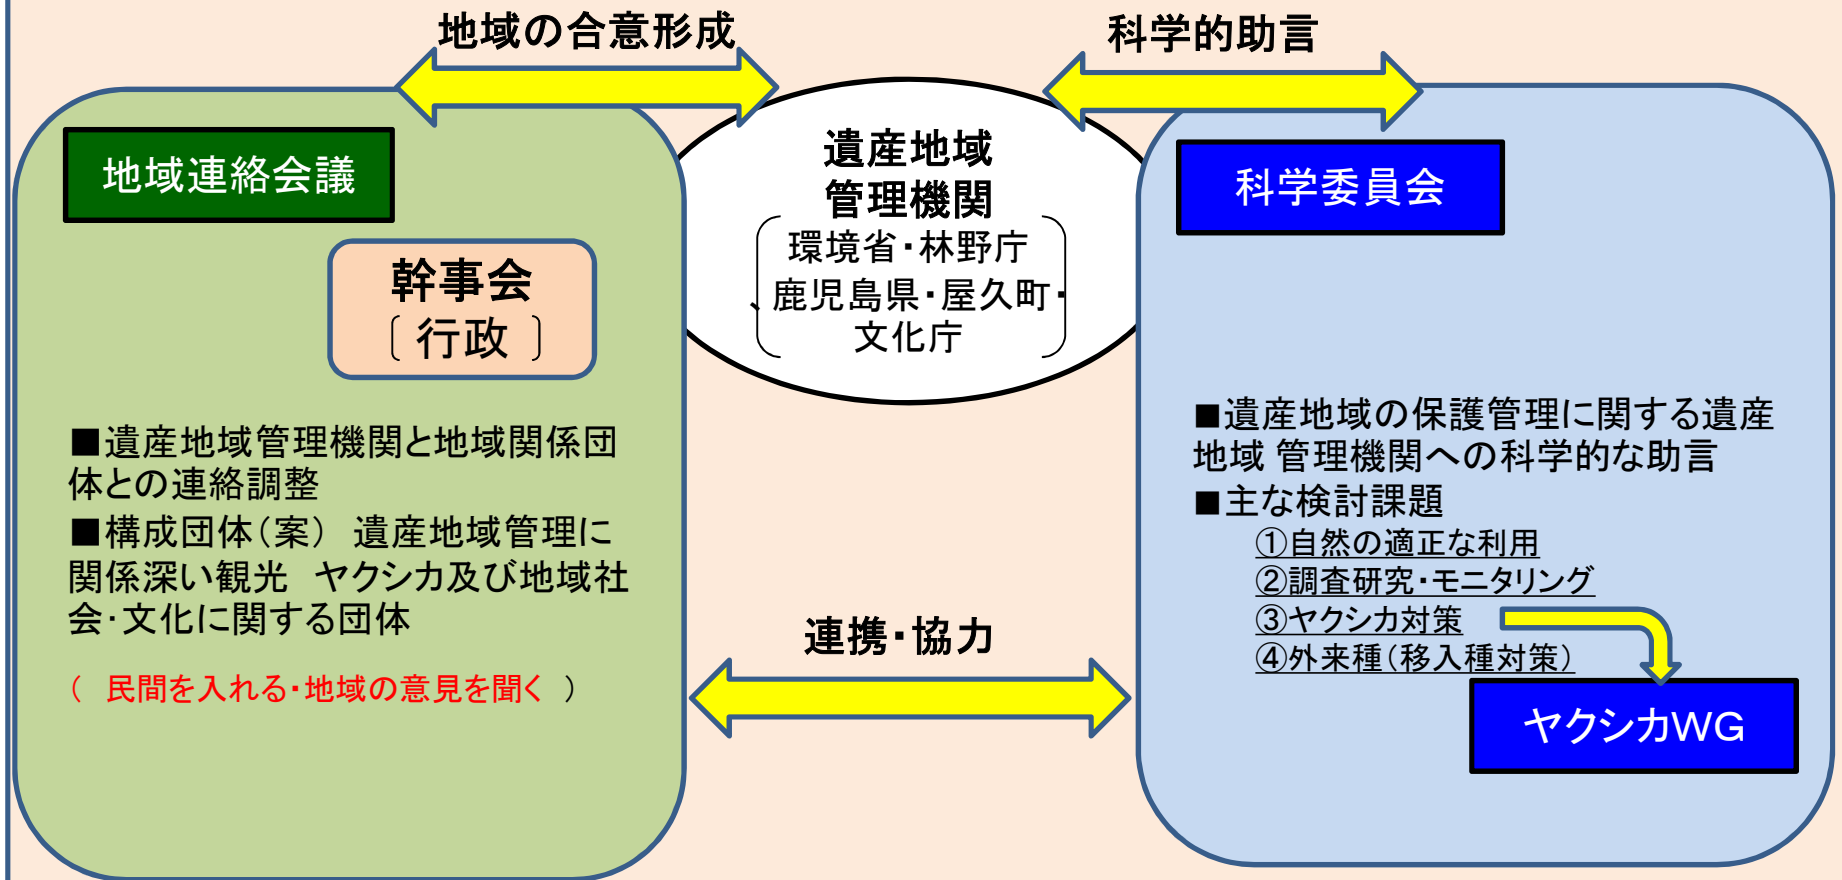 地域の合意形成
科学的助言
地域連絡会議
幹事会
〔 行政 〕
■遺産地域管理機関と地域関係団
体との連絡調整
■構成団体（案）　遺産地域管理に
関係深い観光　ヤクシカ及び地域社
会・文化に関する団体
（　民間を入れる・地域の意見を聞く　）
遺産地域
管理機関
環境省・林野庁
、鹿児島県・屋久町・
文化庁
連携・協力
科学委員会
■遺産地域の保護管理に関する遺産
地域 管理機関への科学的な助言
■主な検討課題
①自然の適正な利用
②調査研究・モニタリング
③ヤクシカ対策
④外来種（移入種対策）
ヤクシカWG